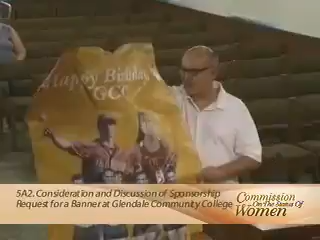 Happy Birthday
GCC
5A2. Consideration and Discussion of Sponsorship
Request for a Banner at Glendale Community College
Commission
On The Status Of
Women